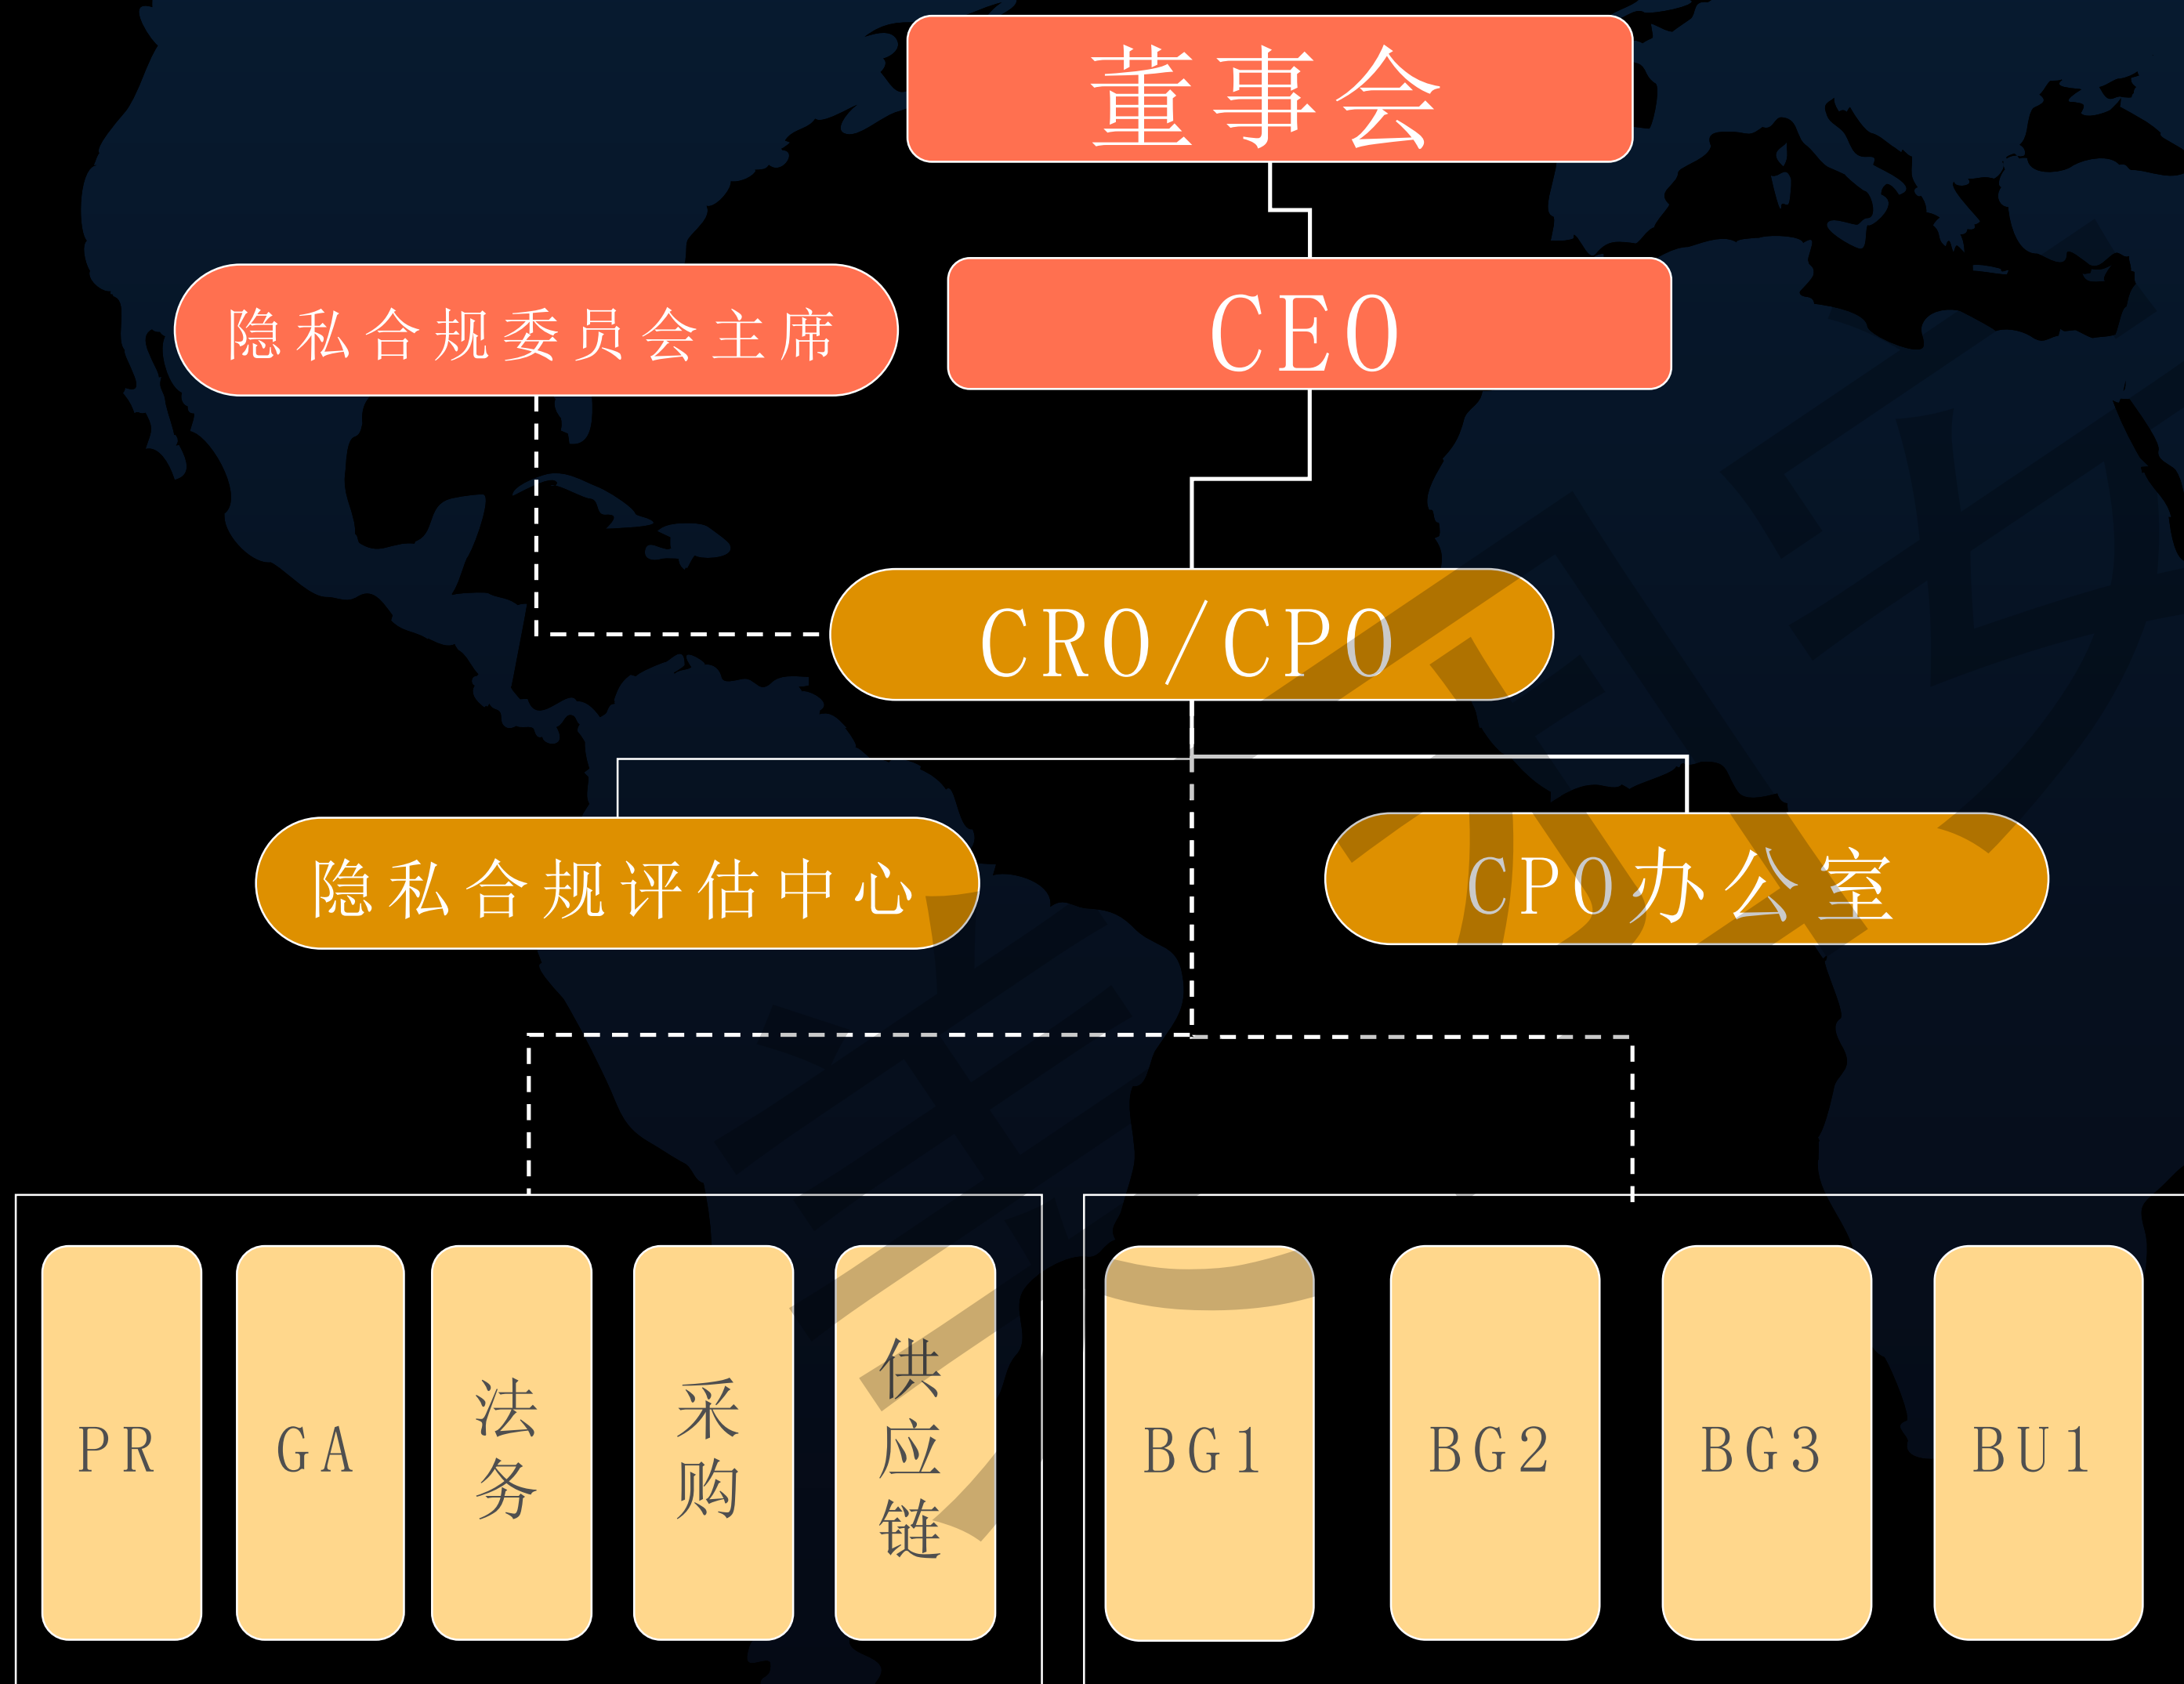 董事会
隐私合规委员会主席
CEO
CRO/CPO
隐私合规评估中心
CPO办公室
PR
GA
法务
采购
供应链
BG1
BG2
BG3
BU1